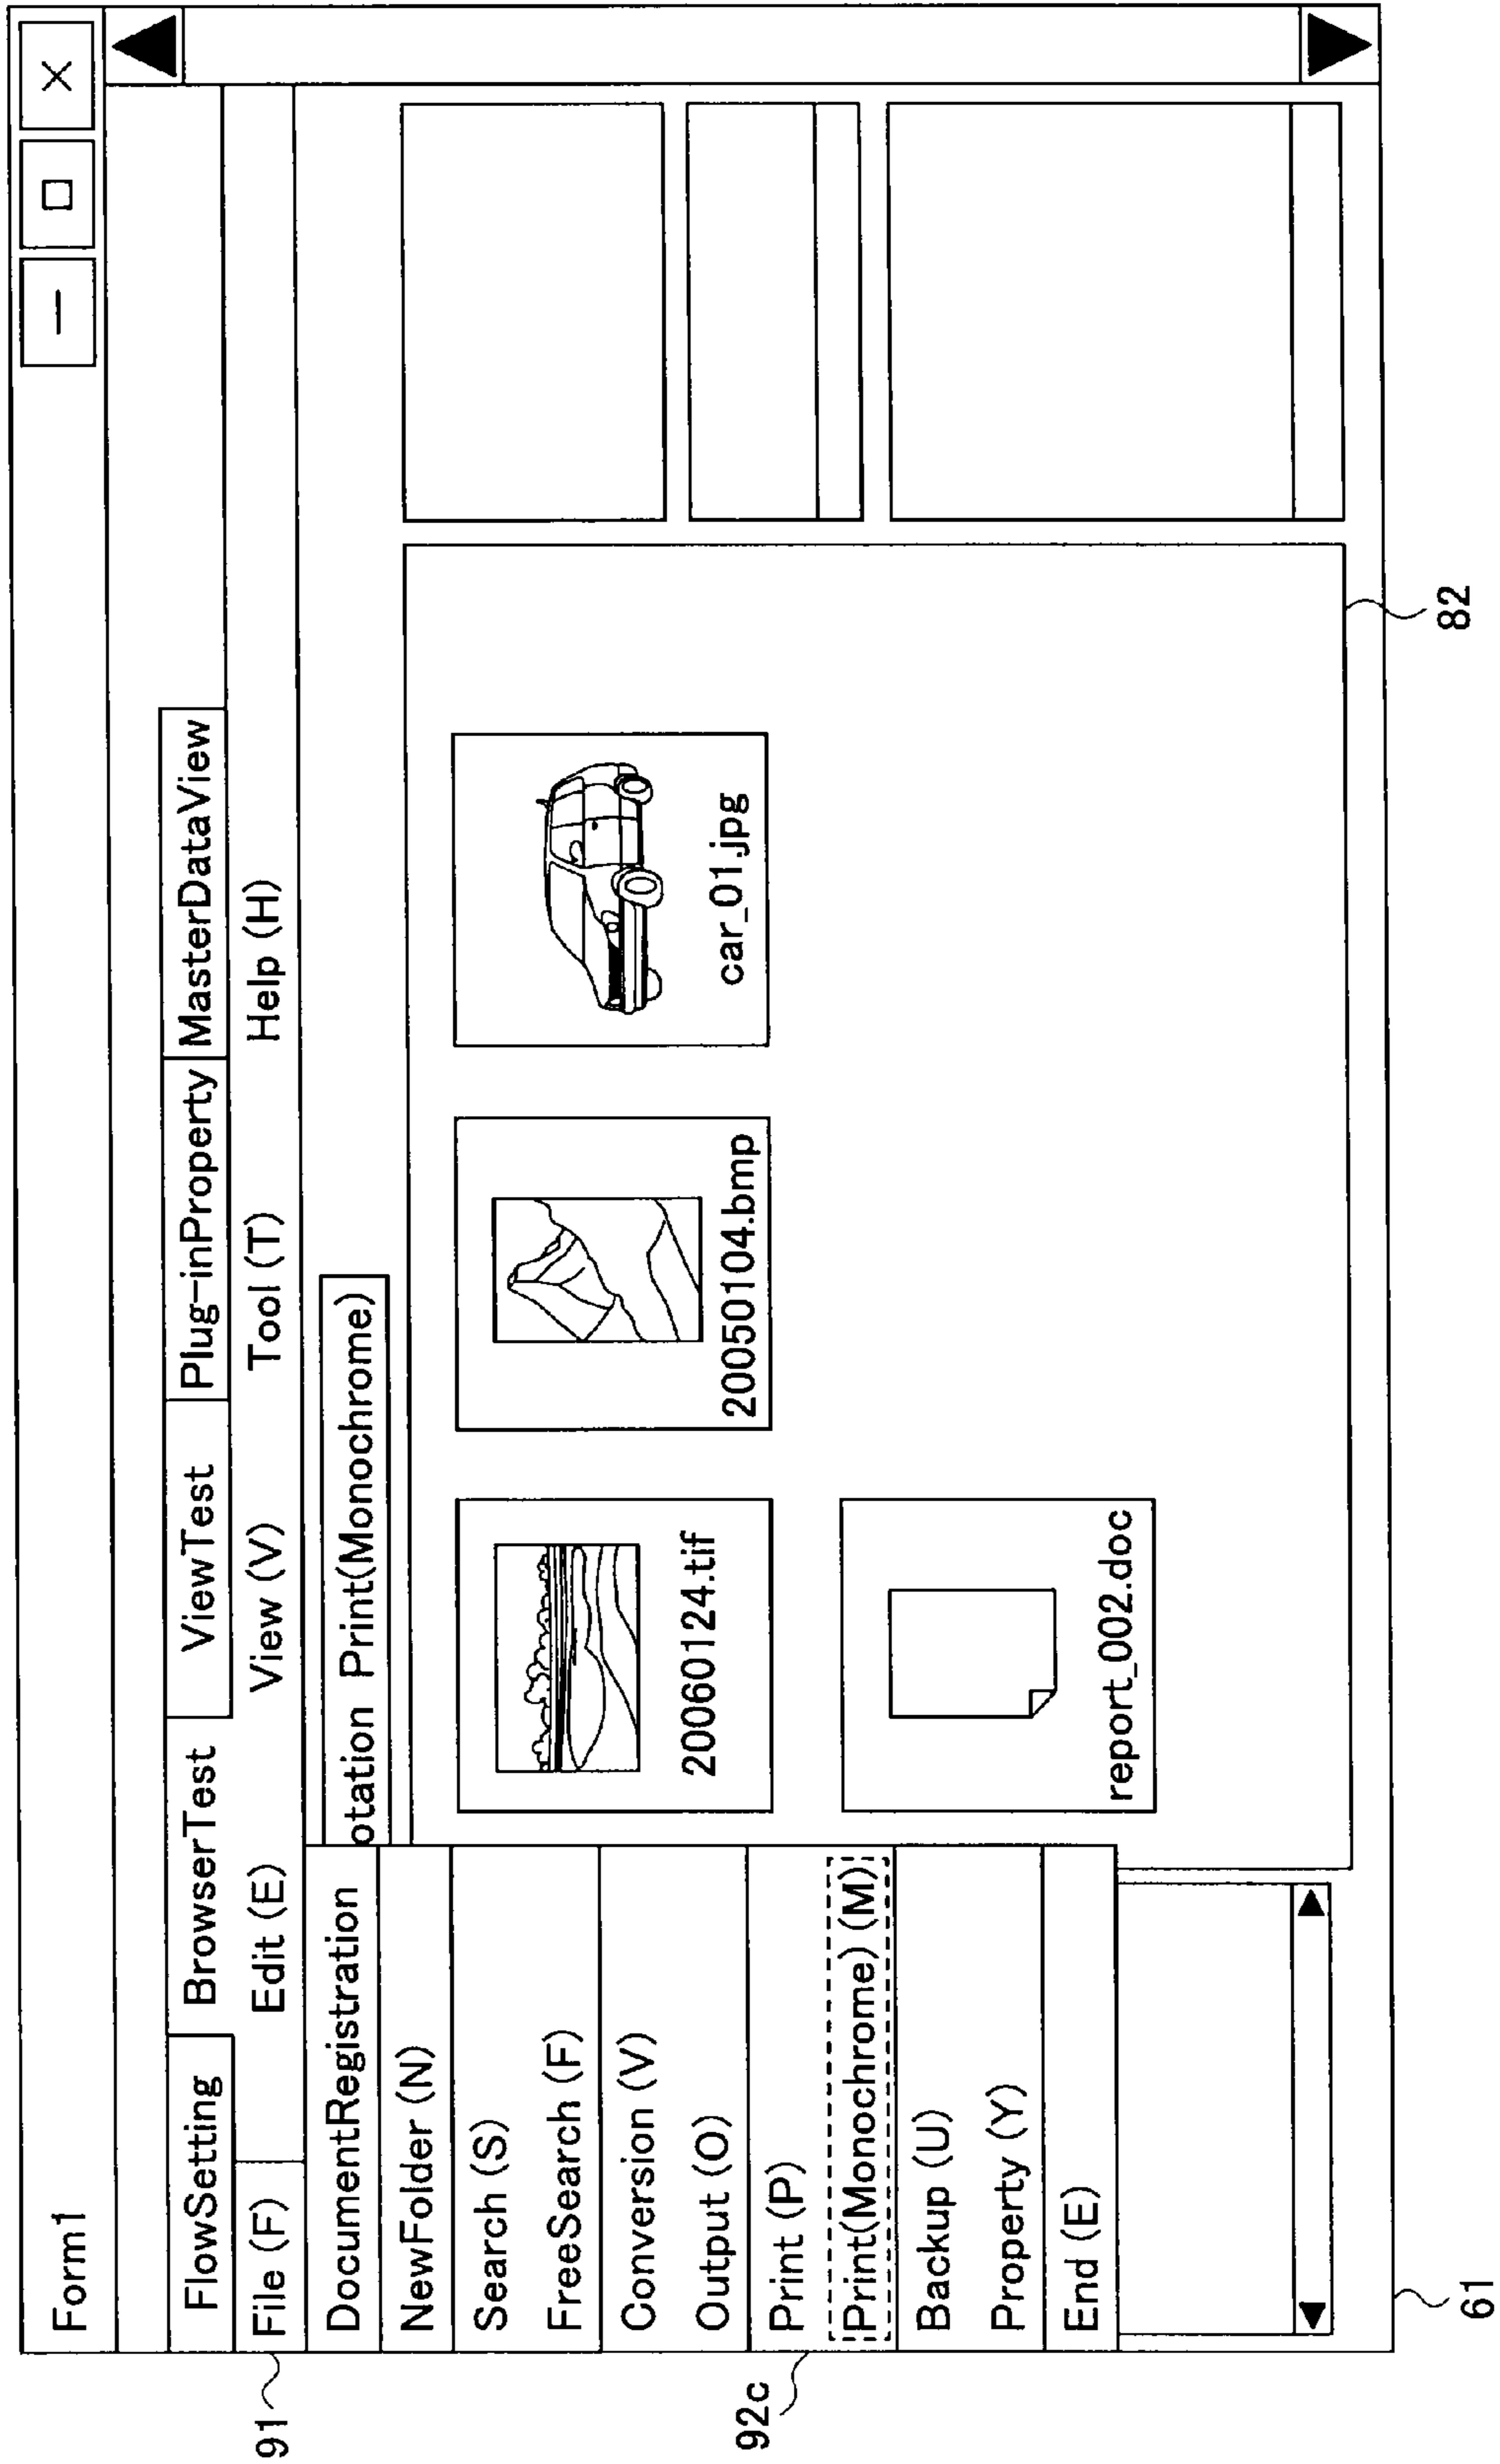 Form1
FlowSetting BrowserTest ViewTest Plug-inProperty MasterDataView
91
File (F) Edit (E) View (V) Tool (T) Help (H)
DocumentRegistration
otation Print(Monochrome)
NewFolder (N)
Search (S)
FreeSearch (F)
Conversion (V)
Output (O)
92c
Print (P)
Print(Monochrome) (M)
Backup (U)
Property (Y)
End (E)
20060124.tif
20050104.bmp
car_01.jpg
report_002.doc
61
82